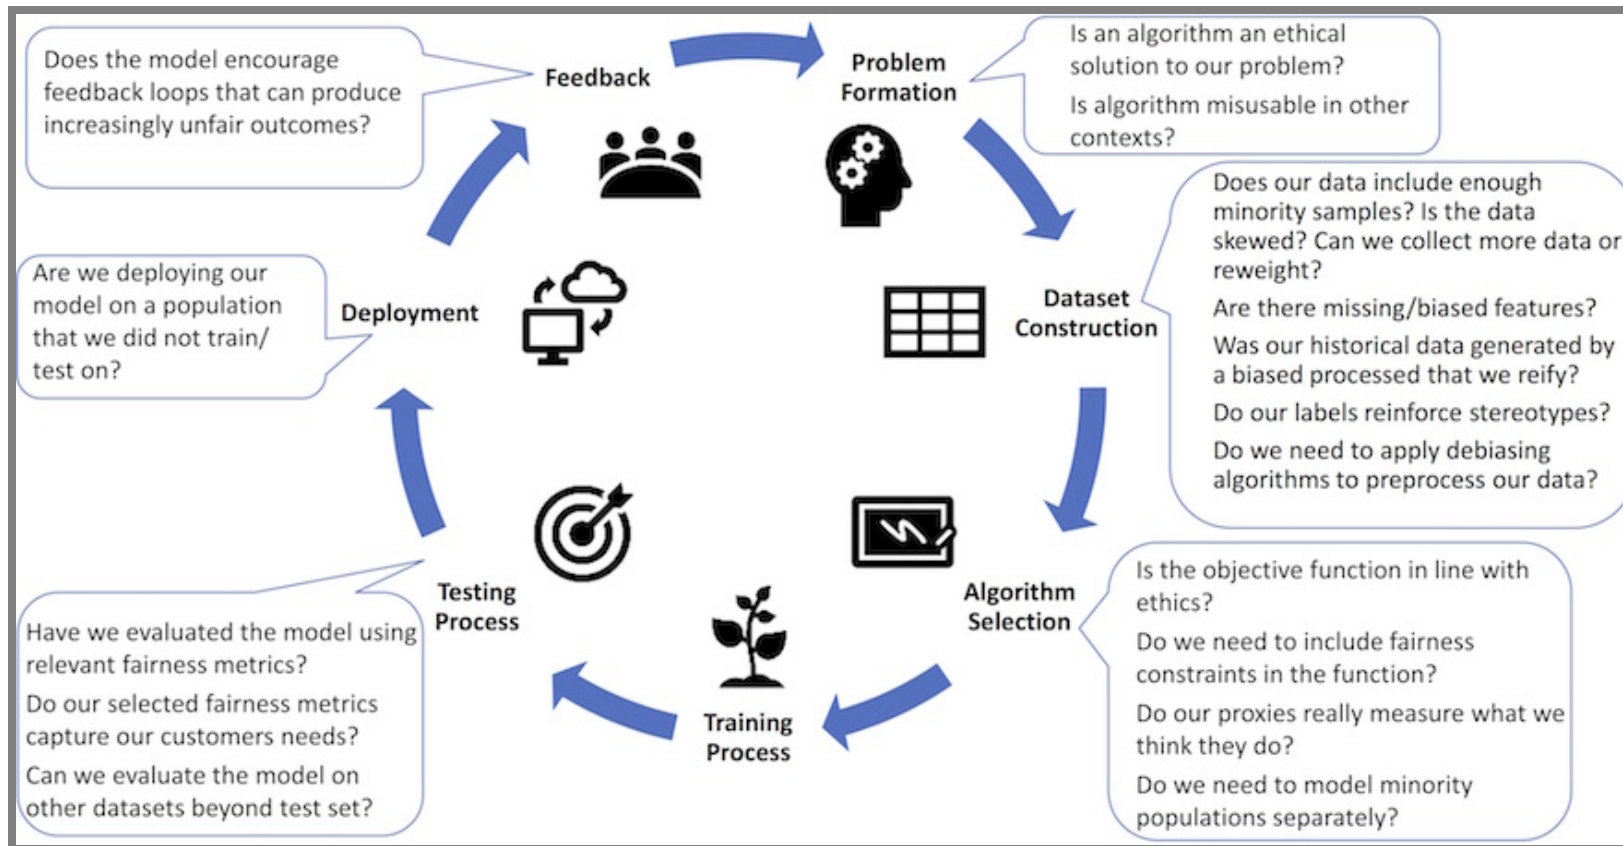 Does the model encourage
feedback loops that can produce
increasingly unfair outcomes?
Feedback
Problem
Formation
Is an algorithm an ethical
solution to our problem?
Is algorithm misusable in other
contexts?
Does our data include enough
minority samples? Is the data
skewed? Can we collect more data or
reweight?
Are there missing/biased features?
Was our historical data generated by
a biased processed that we reify?
Do our labels reinforce stereotypes?
Do we need to apply debiasing
algorithms to preprocess our data?
Dataset
Construction
Are we deploying our
model on a population
that we did not train/
test on?
Deployment
Is the objective function in line with
ethics?
Do we need to include fairness
constraints in the function?
Do our proxies really measure what we
think they do?
Do we need to model minority
populations separately?
Algorithm
Selection
Training
Process
Testing
Process
Have we evaluated the model using
relevant fairness metrics?
Do our selected fairness metrics
capture our customers needs?
Can we evaluate the model on
other datasets beyond test set?